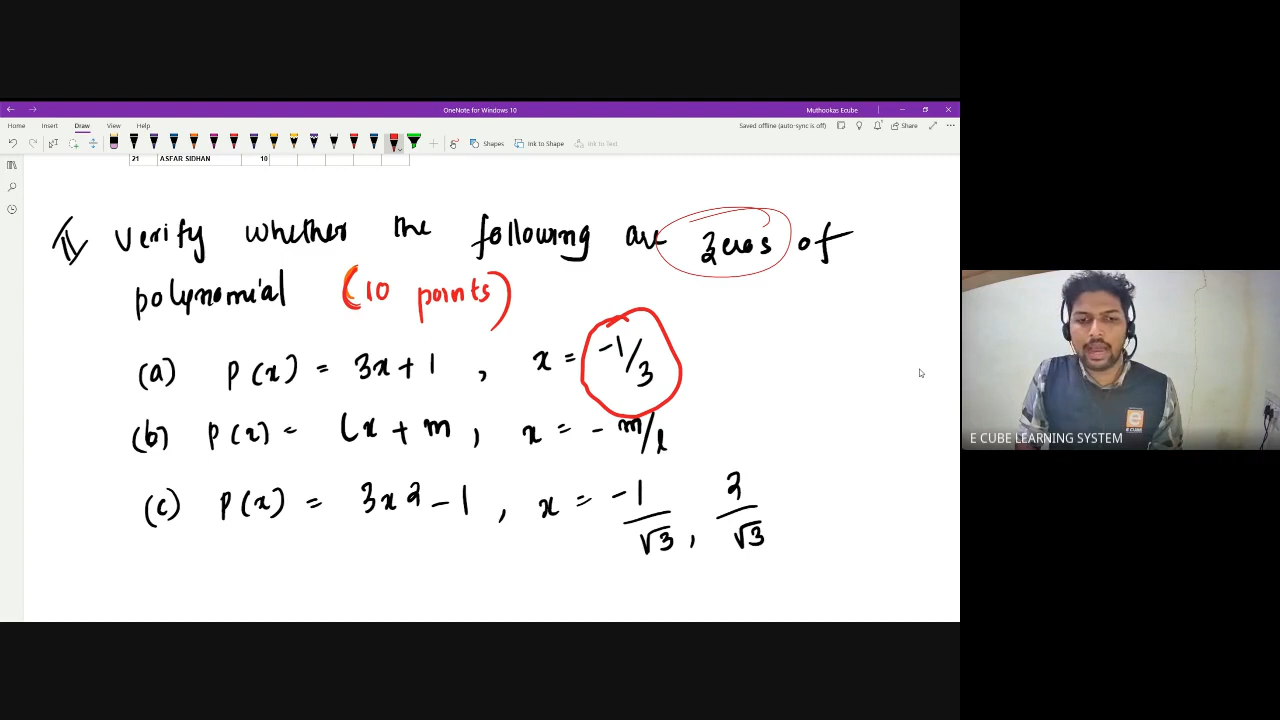 OneNote for Windows 10
Muthookas Ecube
Home Insert Draw View Help
Saved offline (auto-sync is off) Share
Shapes Ink to Shape Ink to Text
21 ASFAR SIDHAN 10
II Verify whether the following are zeros of
polynomial (10 points)
(a) P(x) = 3x+1 , x = -1/3
(b) P(x) = lx + m , x = - m/l
(c) P(x) = 3x2 - 1 , x = -1/√3 , 2/√3
e
E CUBE
E CUBE LEARNING SYSTEM